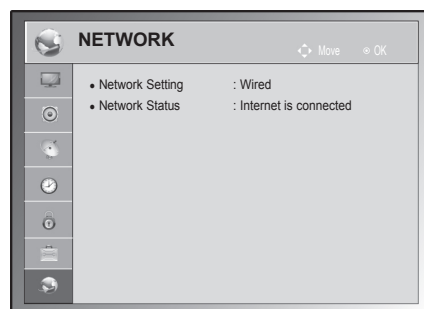 NETWORK
Move OK
• Network Setting : Wired
• Network Status : Internet is connected